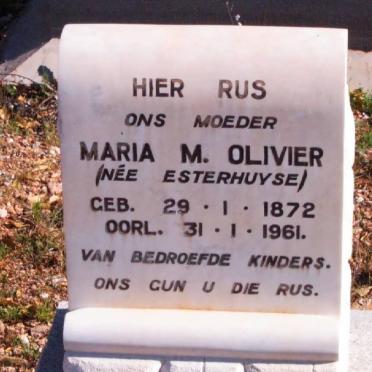 HIER RUS
ONS MOEDER
MARIA M. OLIVIER
(NÉE ESTERHUYSE)
GEB. 29 · 1 · 1872
OORL. 31 · 1 · 1961.
VAN BEDROEFDE KINDERS.
ONS GUN U DIE RUS.